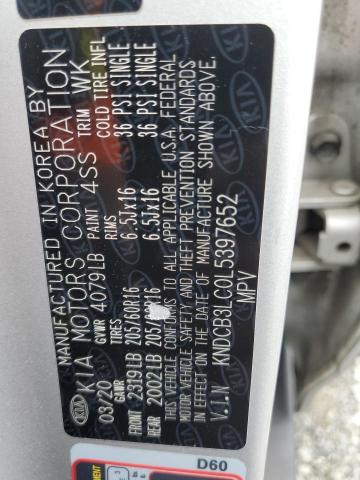 MANUFACTURED IN KOREA BY
KIA KIA MOTORS CORPORATION
03/20 GVWR 4079LB PAINT 4SS TRIM WK
GAWR TIRES RIMS COLD TIRE INFL
FRONT 2319LB 205/60R16 6.5JX16 36 PSI SINGLE
REAR 2002LB 205/60R16 6.5JX16 36 PSI SINGLE
THIS VEHICLE CONFORMS TO ALL APPLICABLE U.S.A. FEDERAL
MOTOR VEHICLE SAFETY AND THEFT PREVENTION STANDARDS
IN EFFECT ON THE DATE OF MANUFACTURE SHOWN ABOVE.
V.I.N KNDCB3LC0L5397652
MPV
D60